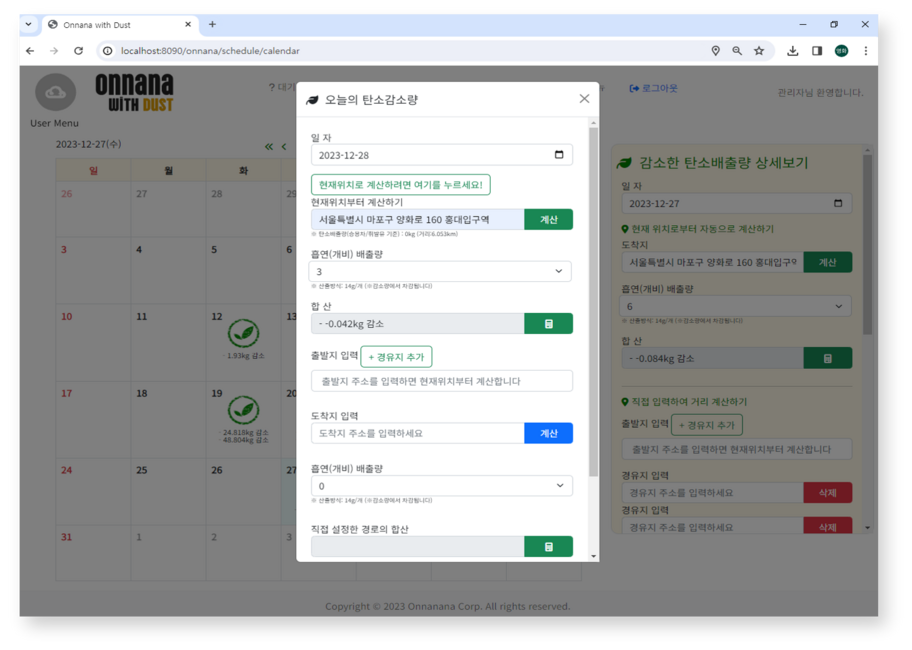 Onnana with Dust
localhost:8090/onnana/schedule/calendar
onnana
WITH DUST
? 대기
로그아웃
관리자님 환영합니다.
User Menu
2023-12-27(수)
« <
일 월 화
26 27 28 29
3 4 5 6
10 11 12 13
· 1.93kg 감소
17 18 19 20
· 24.818kg 감소
· 48.804kg 감소
24 25 26 27
31 1 2 3
오늘의 탄소감소량
일 자
2023-12-28
현재위치로 계산하려면 여기를 누르세요!
현재위치부터 계산하기
서울특별시 마포구 양화로 160 홍대입구역
계산
※ 탄소배출량(승용차/휘발유 기준) : 0kg (거리:6.053km)
흡연(개비) 배출량
3
※ 산출방식: 14g/개 (※감소량에서 차감됩니다)
합 산
- -0.042kg 감소
출발지 입력
+ 경유지 추가
출발지 주소를 입력하면 현재위치부터 계산합니다
도착지 입력
도착지 주소를 입력하세요
계산
흡연(개비) 배출량
0
※ 산출방식: 14g/개 (※감소량에서 차감됩니다)
직접 설정한 경로의 합산
감소한 탄소배출량 상세보기
일 자
2023-12-27
현재 위치로부터 자동으로 계산하기
도착지
서울특별시 마포구 양화로 160 홍대입구
계산
흡연(개비) 배출량
6
※ 산출방식: 14g/개 (※감소량에서 차감됩니다)
합 산
- -0.084kg 감소
직접 입력하여 거리 계산하기
출발지 입력
+ 경유지 추가
출발지 주소를 입력하면 현재위치부터 계산합니다
경유지 입력
경유지 주소를 입력하세요
삭제
경유지 입력
경유지 주소를 입력하세요
삭제
Copyright © 2023 Onnanana Corp. All rights reserved.